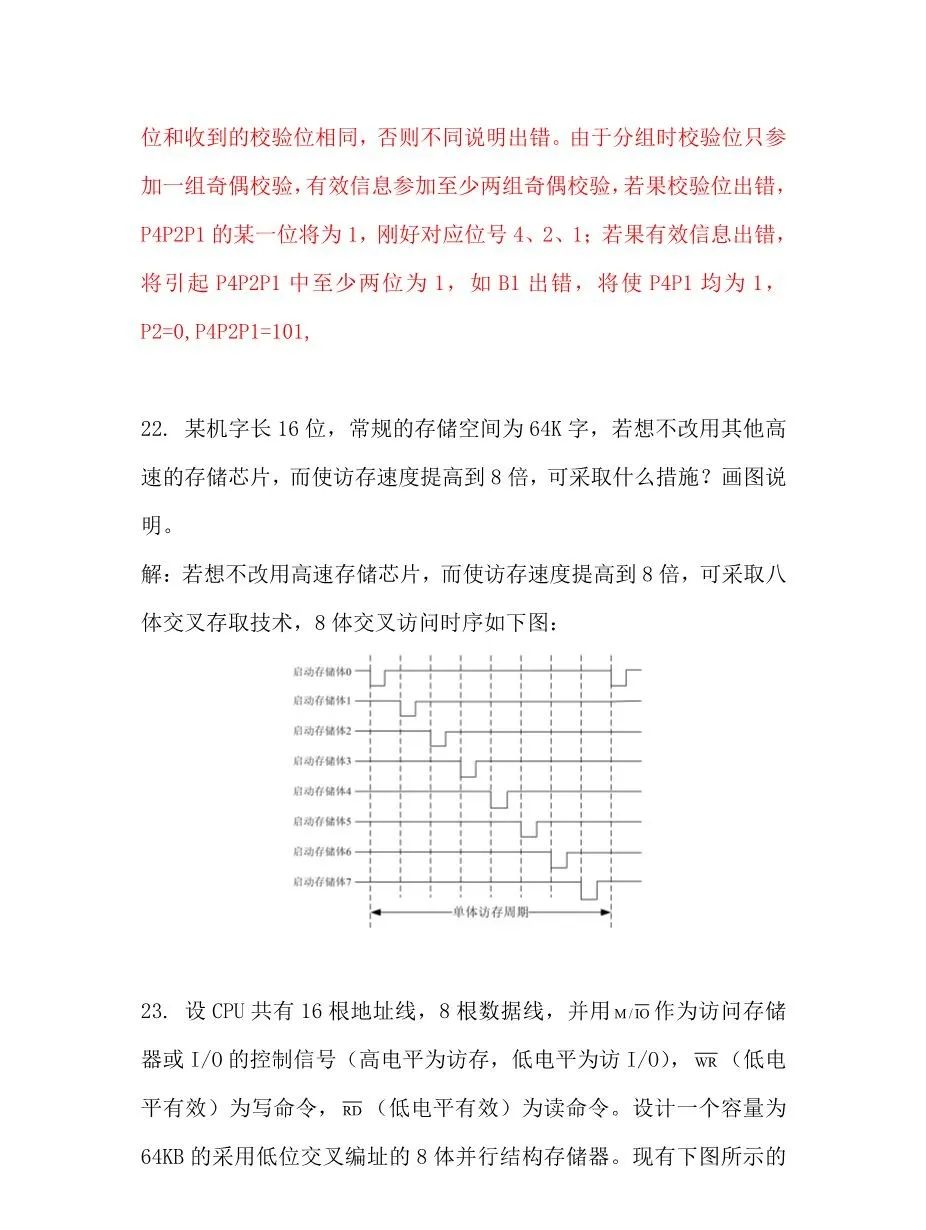 位和收到的校验位相同，否则不同说明出错。由于分组时校验位只参
加一组奇偶校验，有效信息参加至少两组奇偶校验，若果校验位出错，
P4P2P1 的某一位将为 1，刚好对应位号 4、2、1；若果有效信息出错，
将引起 P4P2P1 中至少两位为 1，如 B1 出错，将使 P4P1 均为 1，
P2=0,P4P2P1=101,
22. 某机字长 16 位，常规的存储空间为 64K 字，若想不改用其他高
速的存储芯片，而使访存速度提高到 8 倍，可采取什么措施？画图说
明。
解：若想不改用高速存储芯片，而使访存速度提高到 8 倍，可采取八
体交叉存取技术，8 体交叉访问时序如下图：
启动存储体0
启动存储体1
启动存储体2
启动存储体3
启动存储体4
启动存储体5
启动存储体6
启动存储体7
单体访存周期
23. 设 CPU 共有 16 根地址线，8 根数据线，并用 M/I̅O̅ 作为访问存储
器或 I/O 的控制信号（高电平为访存，低电平为访 I/O），W̅R̅（低电
平有效）为写命令，R̅D̅（低电平有效）为读命令。设计一个容量为
64KB 的采用低位交叉编址的 8 体并行结构存储器。现有下图所示的